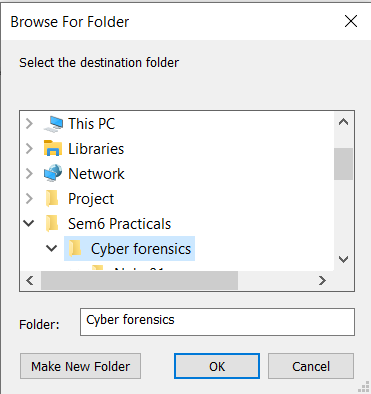 Browse For Folder
Select the destination folder
This PC
Libraries
Network
Project
Sem6 Practicals
Cyber forensics
Folder: Cyber forensics
Make New Folder OK Cancel